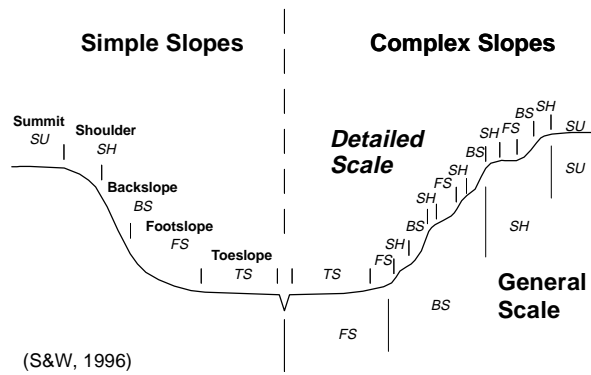 Simple Slopes
Complex Slopes
Summit
SU
Shoulder
SH
Backslope
BS
Footslope
FS
Toeslope
TS
TS
FS
SH
BS
SH
FS
SH
BS
SH
FS
BS
SH
SU
Detailed
Scale
SU
SH
BS
FS
General
Scale
(S&W, 1996)